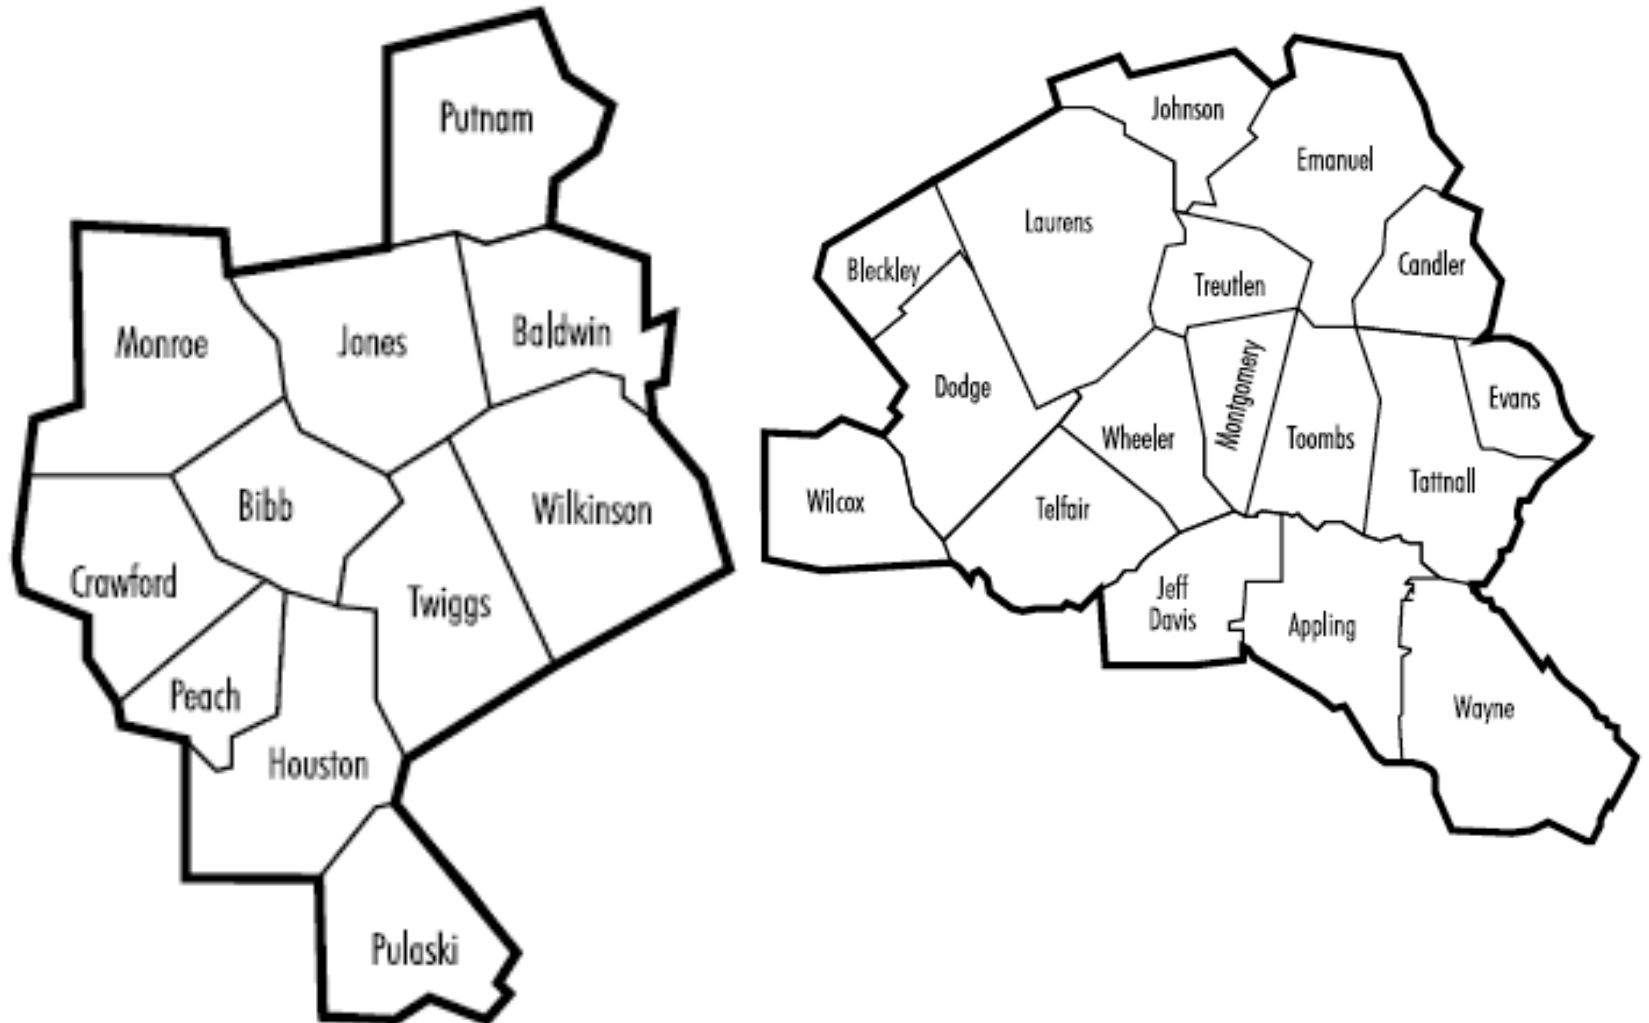 Putnam
Monroe
Jones
Baldwin
Bibb
Wilkinson
Crawford
Twiggs
Peach
Houston
Pulaski
Johnson
Emanuel
Laurens
Bleckley
Treutlen
Candler
Dodge
Wheeler
Montgomery
Toombs
Evans
Wilcox
Telfair
Tattnall
Jeff
Davis
Appling
Wayne